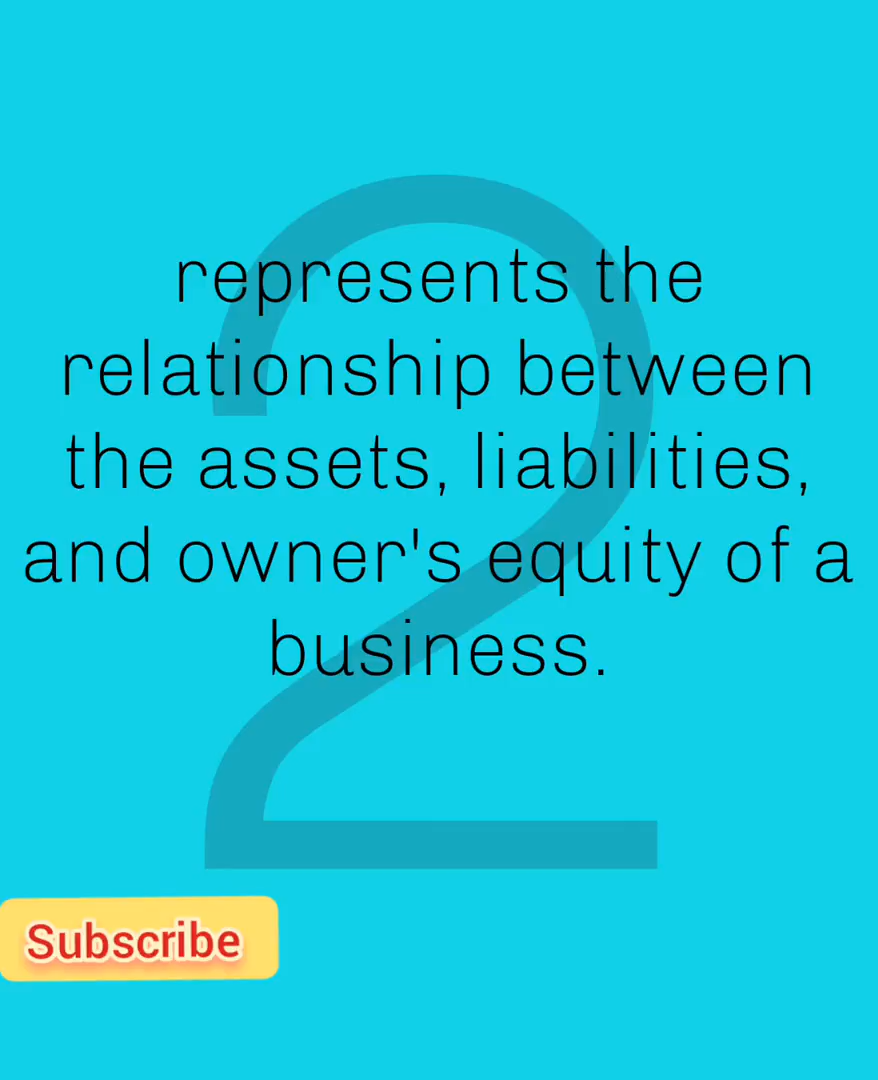 2
represents the
relationship between
the assets, liabilities,
and owner's equity of a
business.
Subscribe